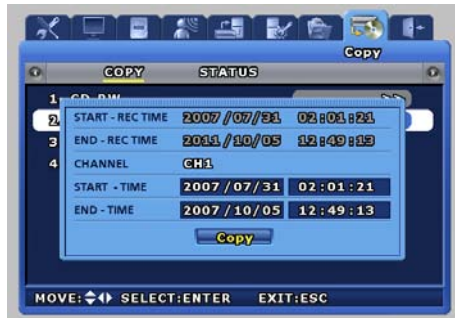 Copy
COPY STATUS
1. CD-RW >>
2
START - REC TIME 2007/07/31 02:01:21
3
END - REC TIME 2011/10/05 12:49:13
4
CHANNEL CH1
START - TIME 2007/07/31 02:01:21
END - TIME 2007/10/05 12:49:13
Copy
MOVE: SELECT:ENTER EXIT:ESC